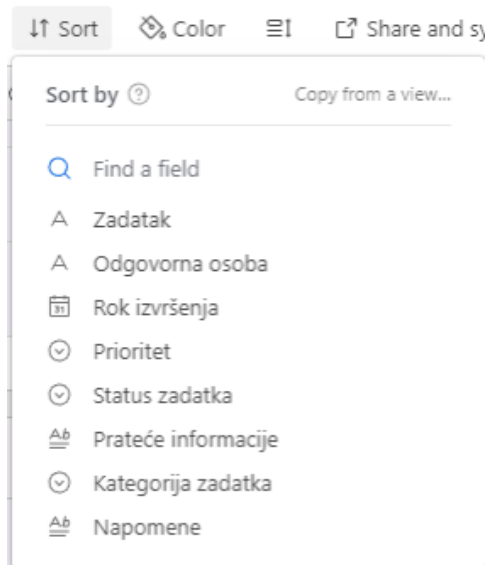 Sort Color Share and sy
Sort by Copy from a view...
Find a field
Zadatak
Odgovorna osoba
Rok izvršenja
Prioritet
Status zadatka
Prateće informacije
Kategorija zadatka
Napomene